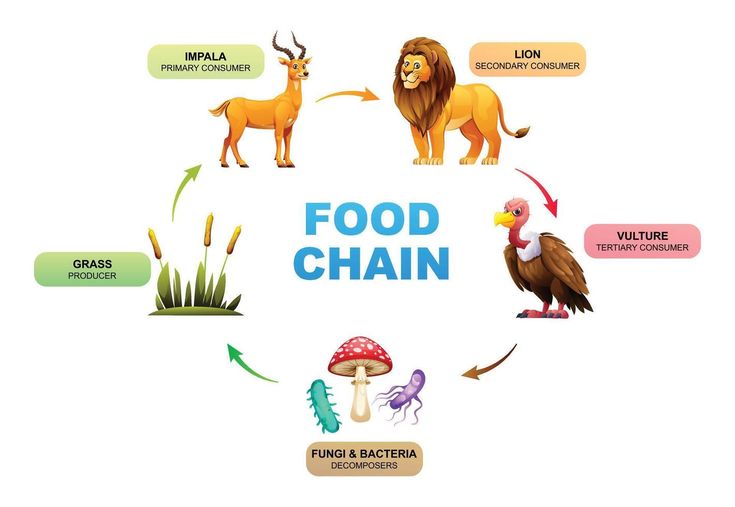 IMPALA
PRIMARY CONSUMER
LION
SECONDARY CONSUMER
FOOD
CHAIN
VULTURE
TERTIARY CONSUMER
GRASS
PRODUCER
FUNGI & BACTERIA
DECOMPOSERS